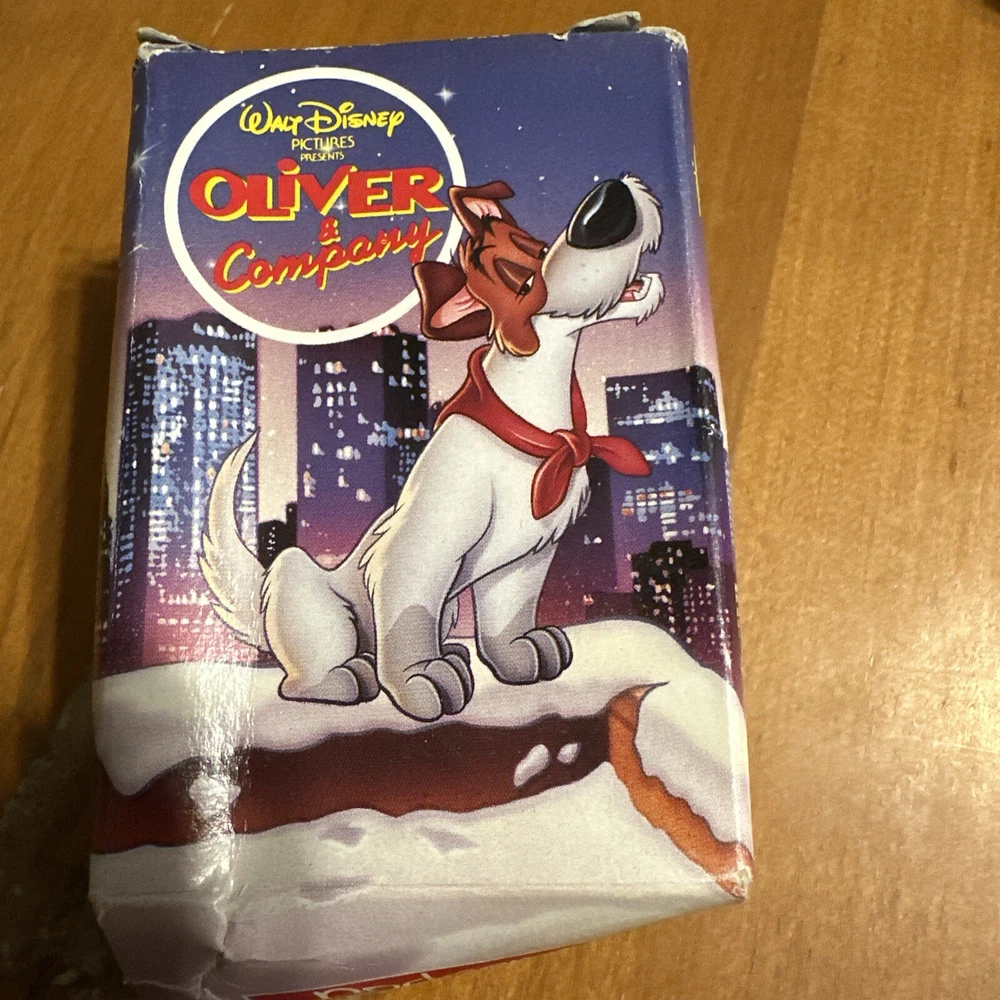 WALT DISNEY
PICTURES
PRESENTS
OLIVER
&
Company